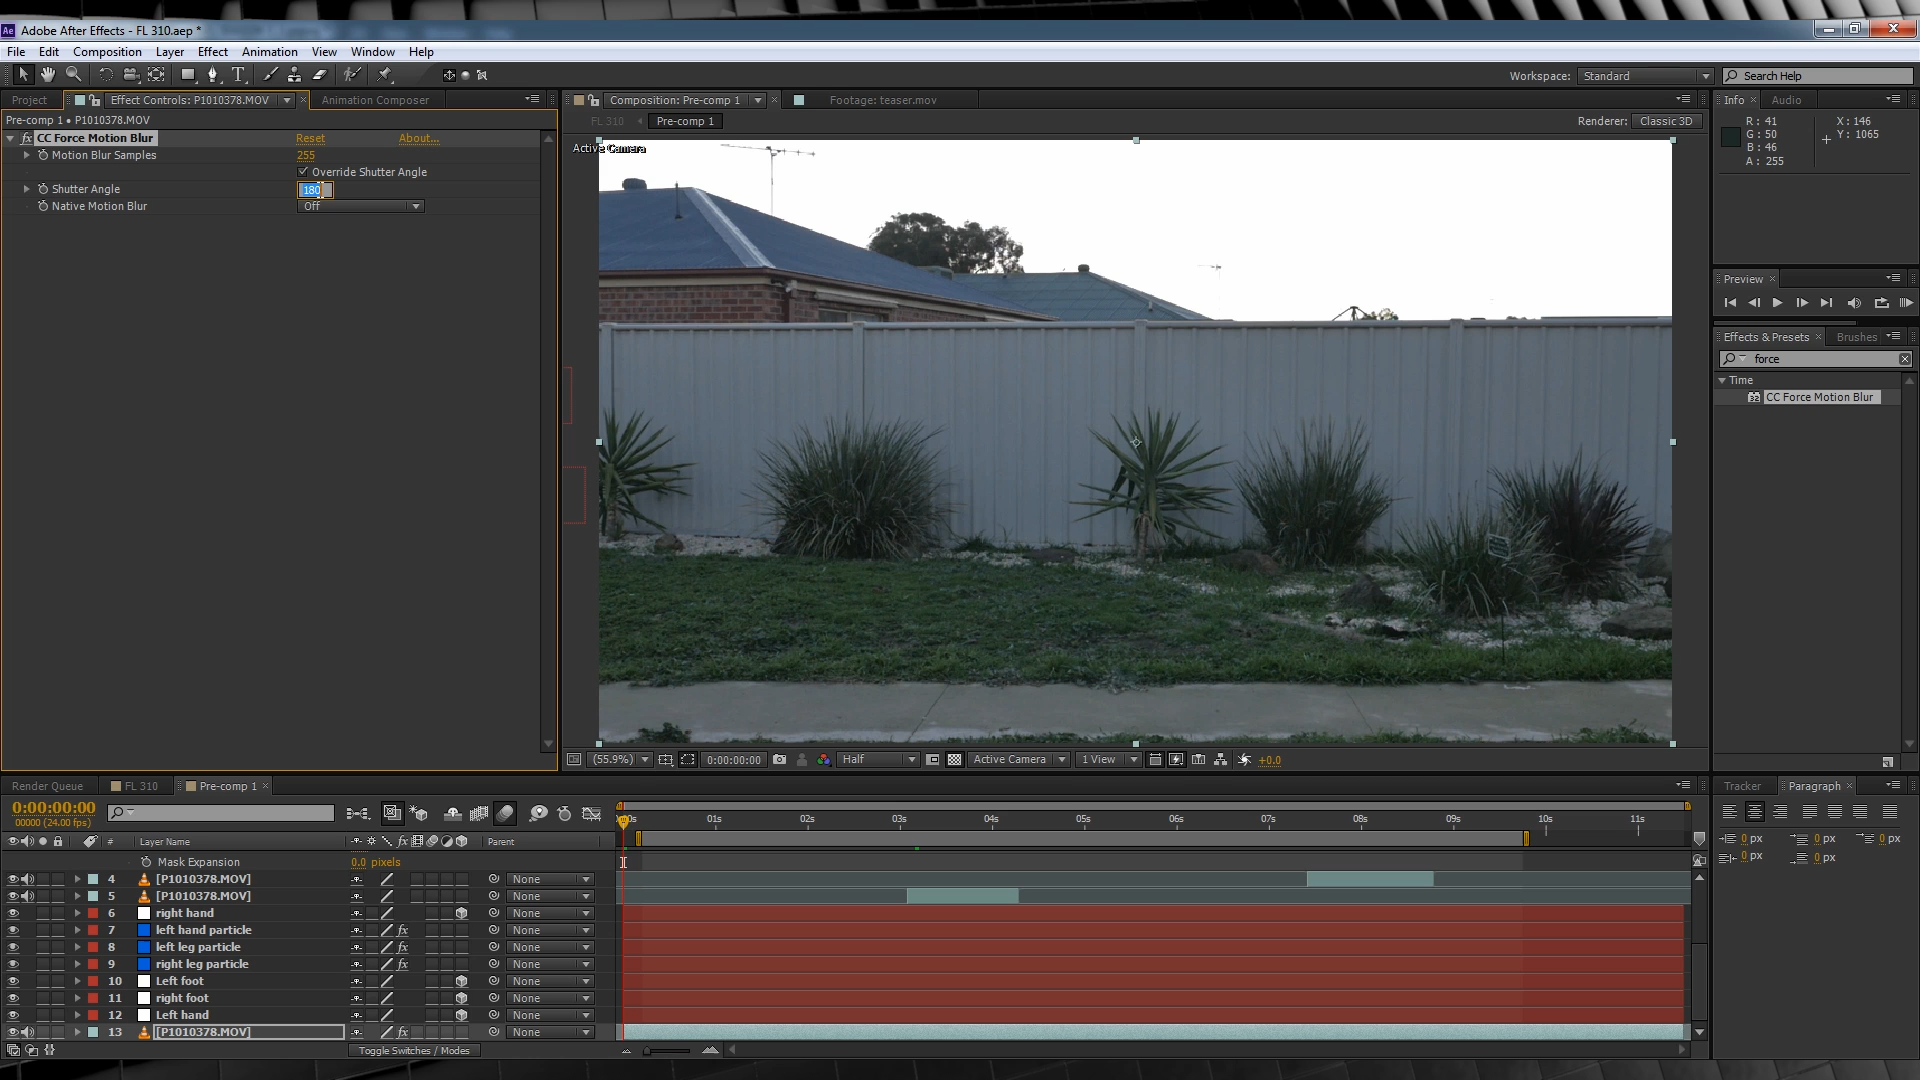 Adobe After Effects - FL 310.aep *
File Edit Composition Layer Effect Animation View Window Help
Workspace: Standard Search Help
Project Effect Controls: P1010378.MOV Animation Composer
Pre-comp 1 • P1010378.MOV
fx CC Force Motion Blur Reset About...
Motion Blur Samples 255
Override Shutter Angle
Shutter Angle 180
Native Motion Blur Off
Composition: Pre-comp 1 Footage: teaser.mov
FL 310 Pre-comp 1 Renderer: Classic 3D
Active Camera
(55.9%) 0:00:00:00 Half Active Camera 1 View +0.0
Info Audio
R: 41 X: 146
G: 50 Y: 1065
B: 46
A: 255
Preview
Effects & Presets Brushes
force
Time
32 CC Force Motion Blur
Tracker Paragraph
0 px 0 px 0 px
0 px 0 px
Render Queue FL 310 Pre-comp 1
0:00:00:00
00000 (24.00 fps)
01s 02s 03s 04s 05s 06s 07s 08s 09s 10s 11s
# Layer Name fx Parent
Mask Expansion 0.0 pixels
4 [P1010378.MOV] None
5 [P1010378.MOV] None
6 right hand None
7 left hand particle fx None
8 left leg particle fx None
9 right leg particle fx None
10 Left foot None
11 right foot None
12 Left hand None
13 [P1010378.MOV] fx None
Toggle Switches / Modes